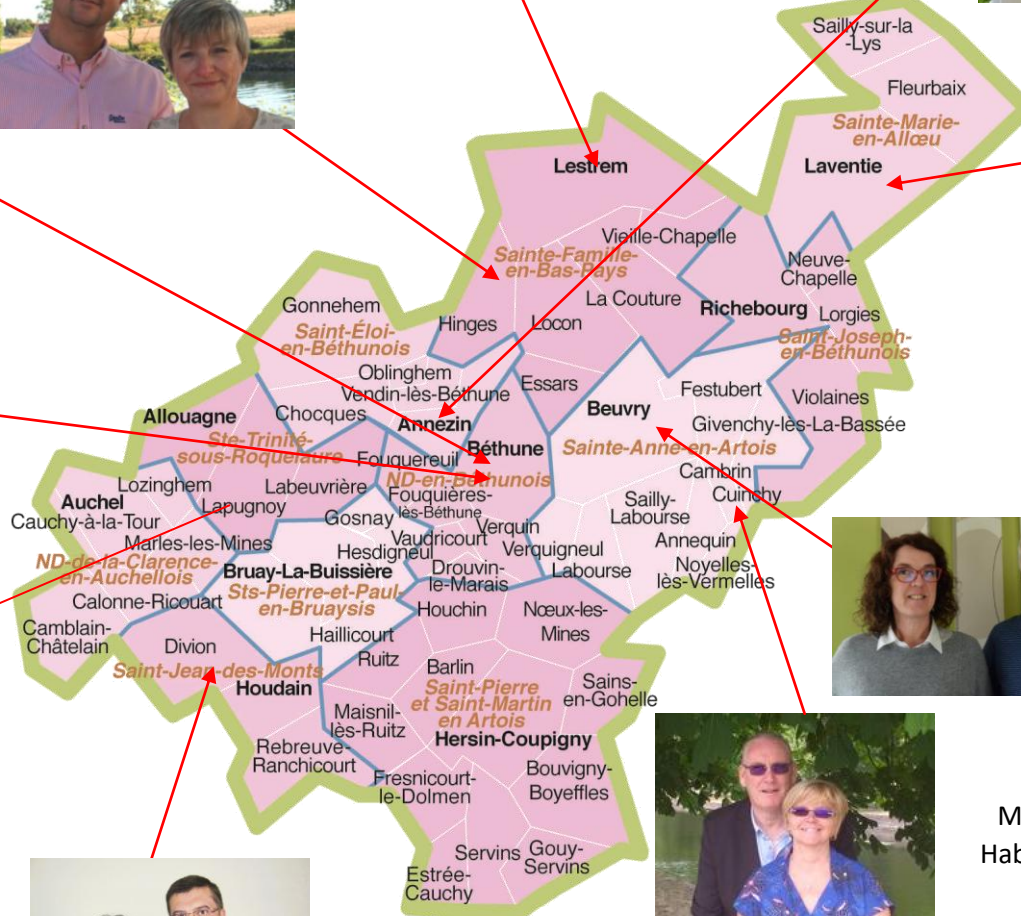 Sailly-sur-la
-Lys
Fleurbaix
Sainte-Marie-
en-Allœu
Lestrem
Laventie
Vieille-Chapelle
Sainte-Famille-
en-Bas-Pays
Neuve-
Chapelle
Gonnehem
La Couture
Richebourg
Lorgies
Saint-Éloi-
en-Béthunois
Hinges
Locon
Saint-Joseph-
en-Béthunois
Oblinghem
Vendin-lès-Béthune
Essars
Festubert
Violaines
Allouagne
Chocques
Annezin
Beuvry
Givenchy-lès-La-Bassée
Ste-Trinité-
sous-Roquelaure
Fouquereuil
Béthune
Sainte-Anne-en-Artois
ND-en-Béthunois
Cambrin
Lozinghem
Labeuvrière
Fouquières-
lès-Béthune
Cuinchy
Auchel
Lapugnoy
Gosnay
Sailly-
Labourse
Cauchy-à-la-Tour
Verquin
Marles-les-Mines
Vaudricourt
Annequin
Hesdigneul
Verquigneul
ND-de-la-Clarence-
en-Auchellois
Bruay-La-Buissière
Drouvin-
le-Marais
Labourse
Noyelles-
lès-Vermelles
Sts-Pierre-et-Paul-
en-Bruaysis
Calonne-Ricouart
Houchin
Nœux-les-
Mines
Camblain-
Châtelain
Haillicourt
Divion
Ruitz
Barlin
Saint-Jean-des-Monts
Houdain
Saint-Pierre
et Saint-Martin
en Artois
Sains-
en-Gohelle
Maisnil-
lès-Ruitz
Hersin-Coupigny
Rebreuve-
Ranchicourt
Fresnicourt-
le-Dolmen
Bouvigny-
Boyeffles
Servins
Gouy-
Servins
Estrée-
Cauchy
M
Hab